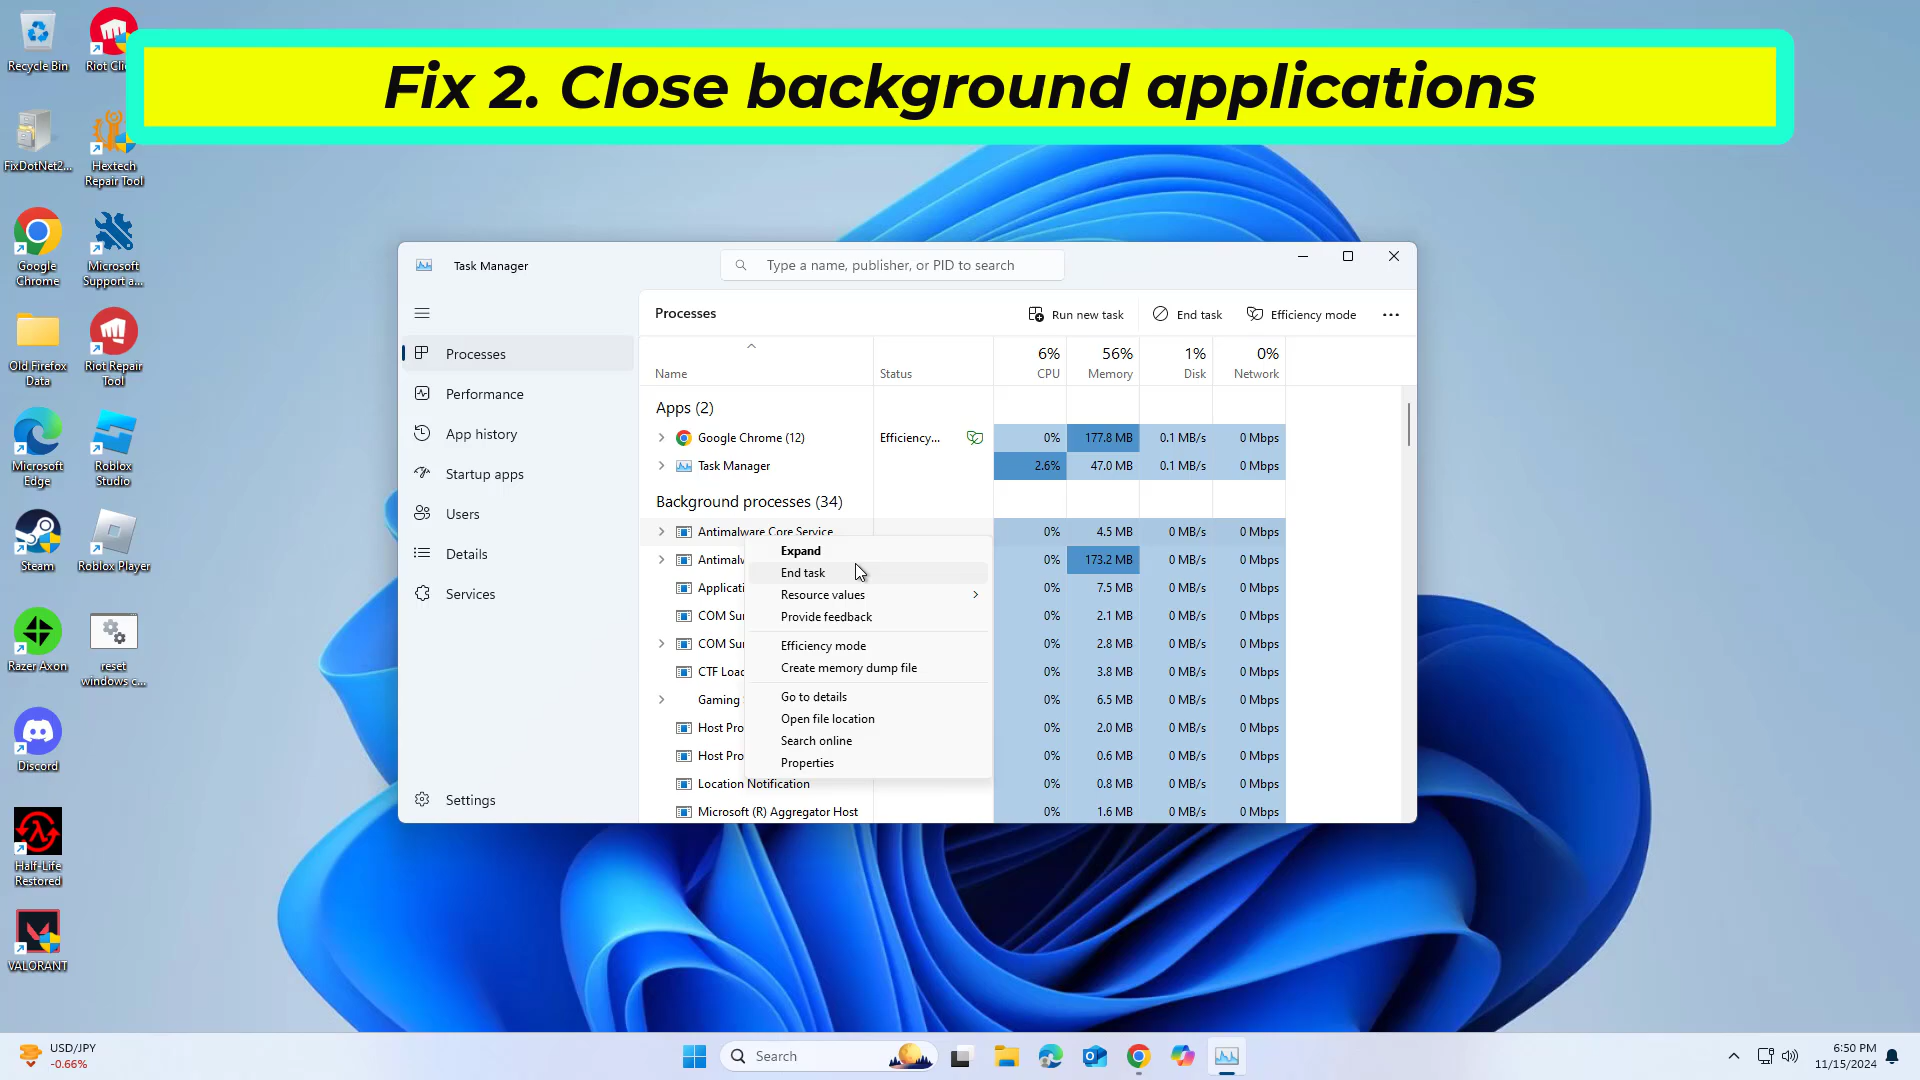 Fix 2. Close background applications
Recycle Bin
Riot Cli
FixDotNet2...
Hextech
Repair Tool
Google
Chrome
Microsoft
Support a...
Old Firefox
Data
Riot Repair
Tool
Microsoft
Edge
Roblox
Studio
Steam
Roblox Player
Razer Axon
reset
windows c...
Discord
Half-Life
Restored
VALORANT
Task Manager
Type a name, publisher, or PID to search
Processes
Performance
App history
Startup apps
Users
Details
Services
Settings
Processes
Run new task
End task
Efficiency mode
Name
Status
6%
CPU
56%
Memory
1%
Disk
0%
Network
Apps (2)
Google Chrome (12) Efficiency... 0% 177.8 MB 0.1 MB/s 0 Mbps
Task Manager 2.6% 47.0 MB 0.1 MB/s 0 Mbps
Background processes (34)
Antimalware Core Service 0% 4.5 MB 0 MB/s 0 Mbps
Antimalw 0% 173.2 MB 0 MB/s 0 Mbps
Applicati 0% 7.5 MB 0 MB/s 0 Mbps
COM Sur 0% 2.1 MB 0 MB/s 0 Mbps
COM Sur 0% 2.8 MB 0 MB/s 0 Mbps
CTF Load 0% 3.8 MB 0 MB/s 0 Mbps
Gaming 0% 6.5 MB 0 MB/s 0 Mbps
Host Pro 0% 2.0 MB 0 MB/s 0 Mbps
Host Pro 0% 0.6 MB 0 MB/s 0 Mbps
Location Notification 0% 0.8 MB 0 MB/s 0 Mbps
Microsoft (R) Aggregator Host 0% 1.6 MB 0 MB/s 0 Mbps
Expand
End task
Resource values
Provide feedback
Efficiency mode
Create memory dump file
Go to details
Open file location
Search online
Properties
USD/JPY
-0.66%
Search
6:50 PM
11/15/2024